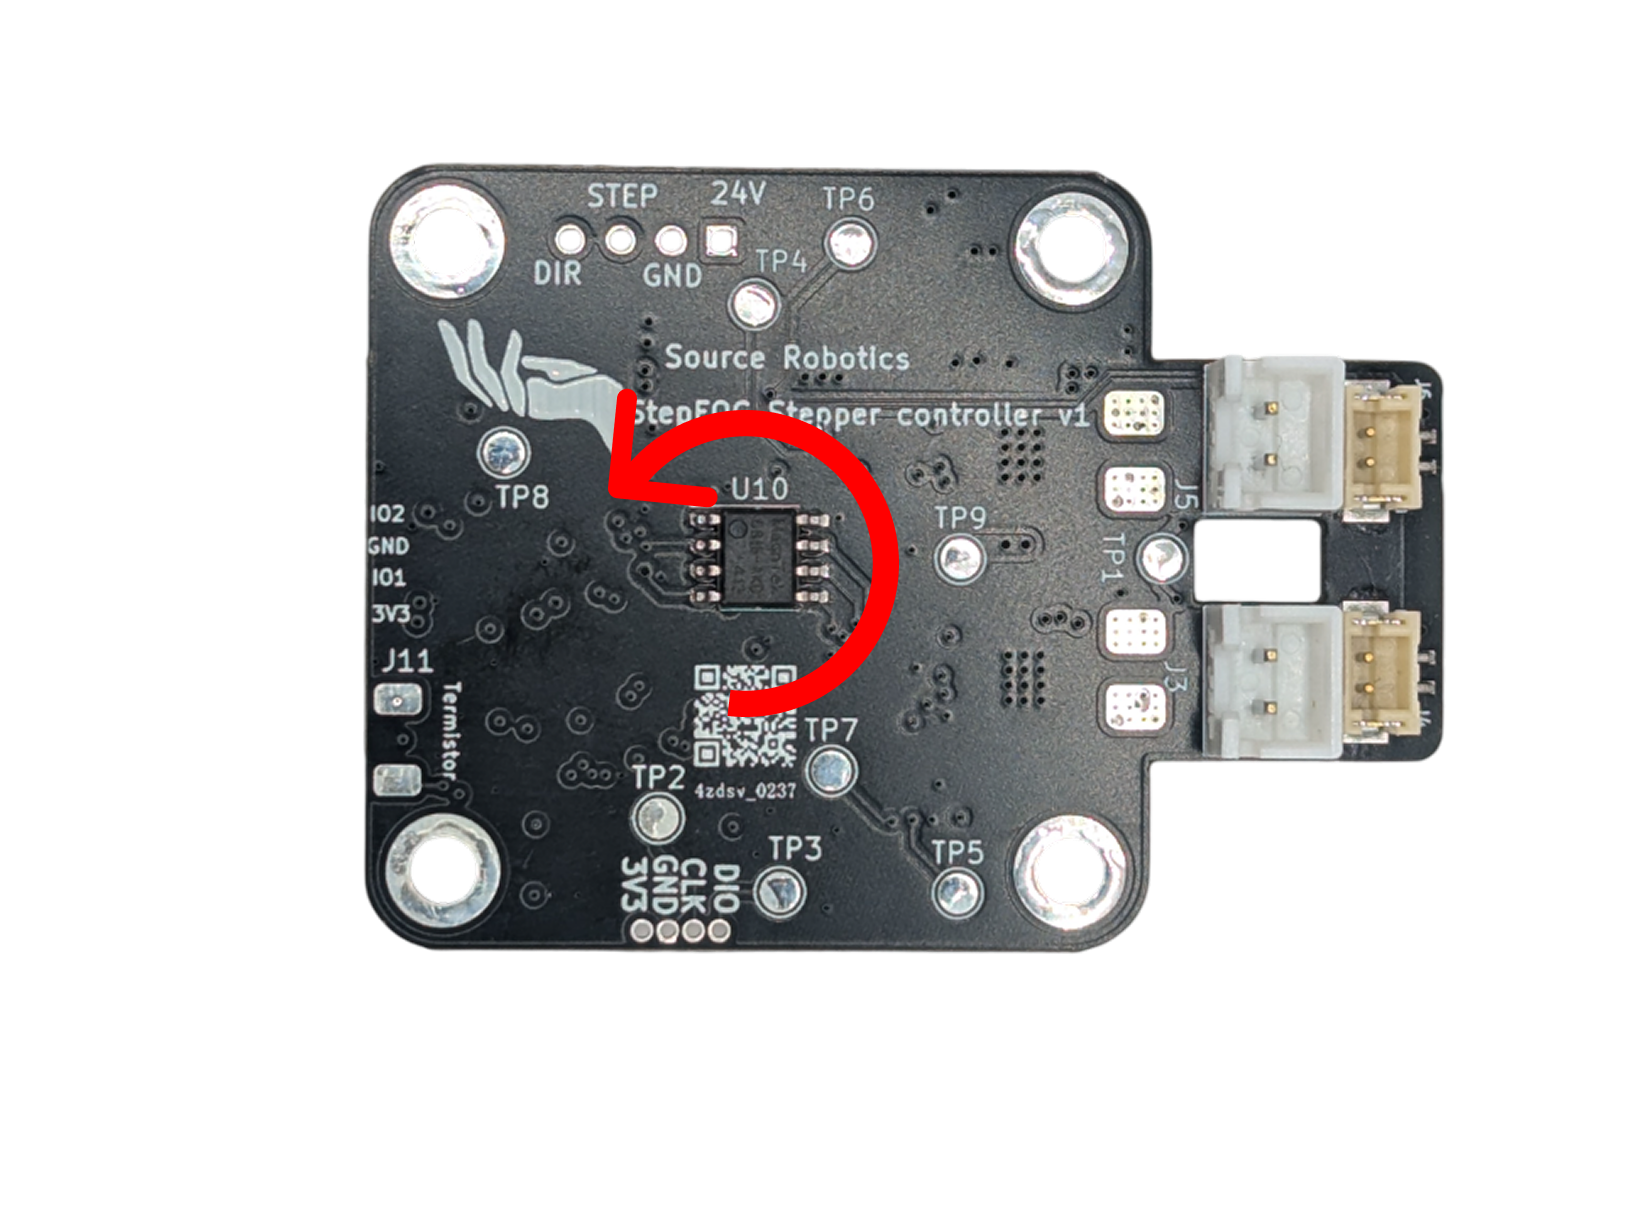 STEP 24V TP6
DIR GND TP4
Source Robotics
StepFOC Stepper controller v1
TP8
U10
IO2
GND
IO1
3V3
TP9
TP1
J5
J3
J11
Termistor
TP7
TP2
4zdsv_0237
TP3
TP5
3V3
GND
CLK
DIO